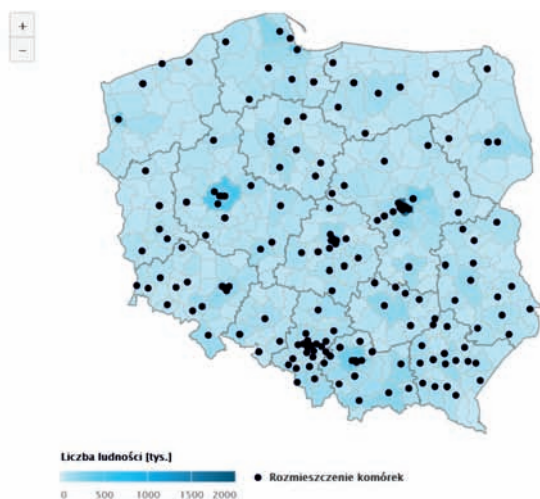 +
−
Liczba ludności [tys.]
0 500 1000 1500 2000
Rozmieszczenie komórek